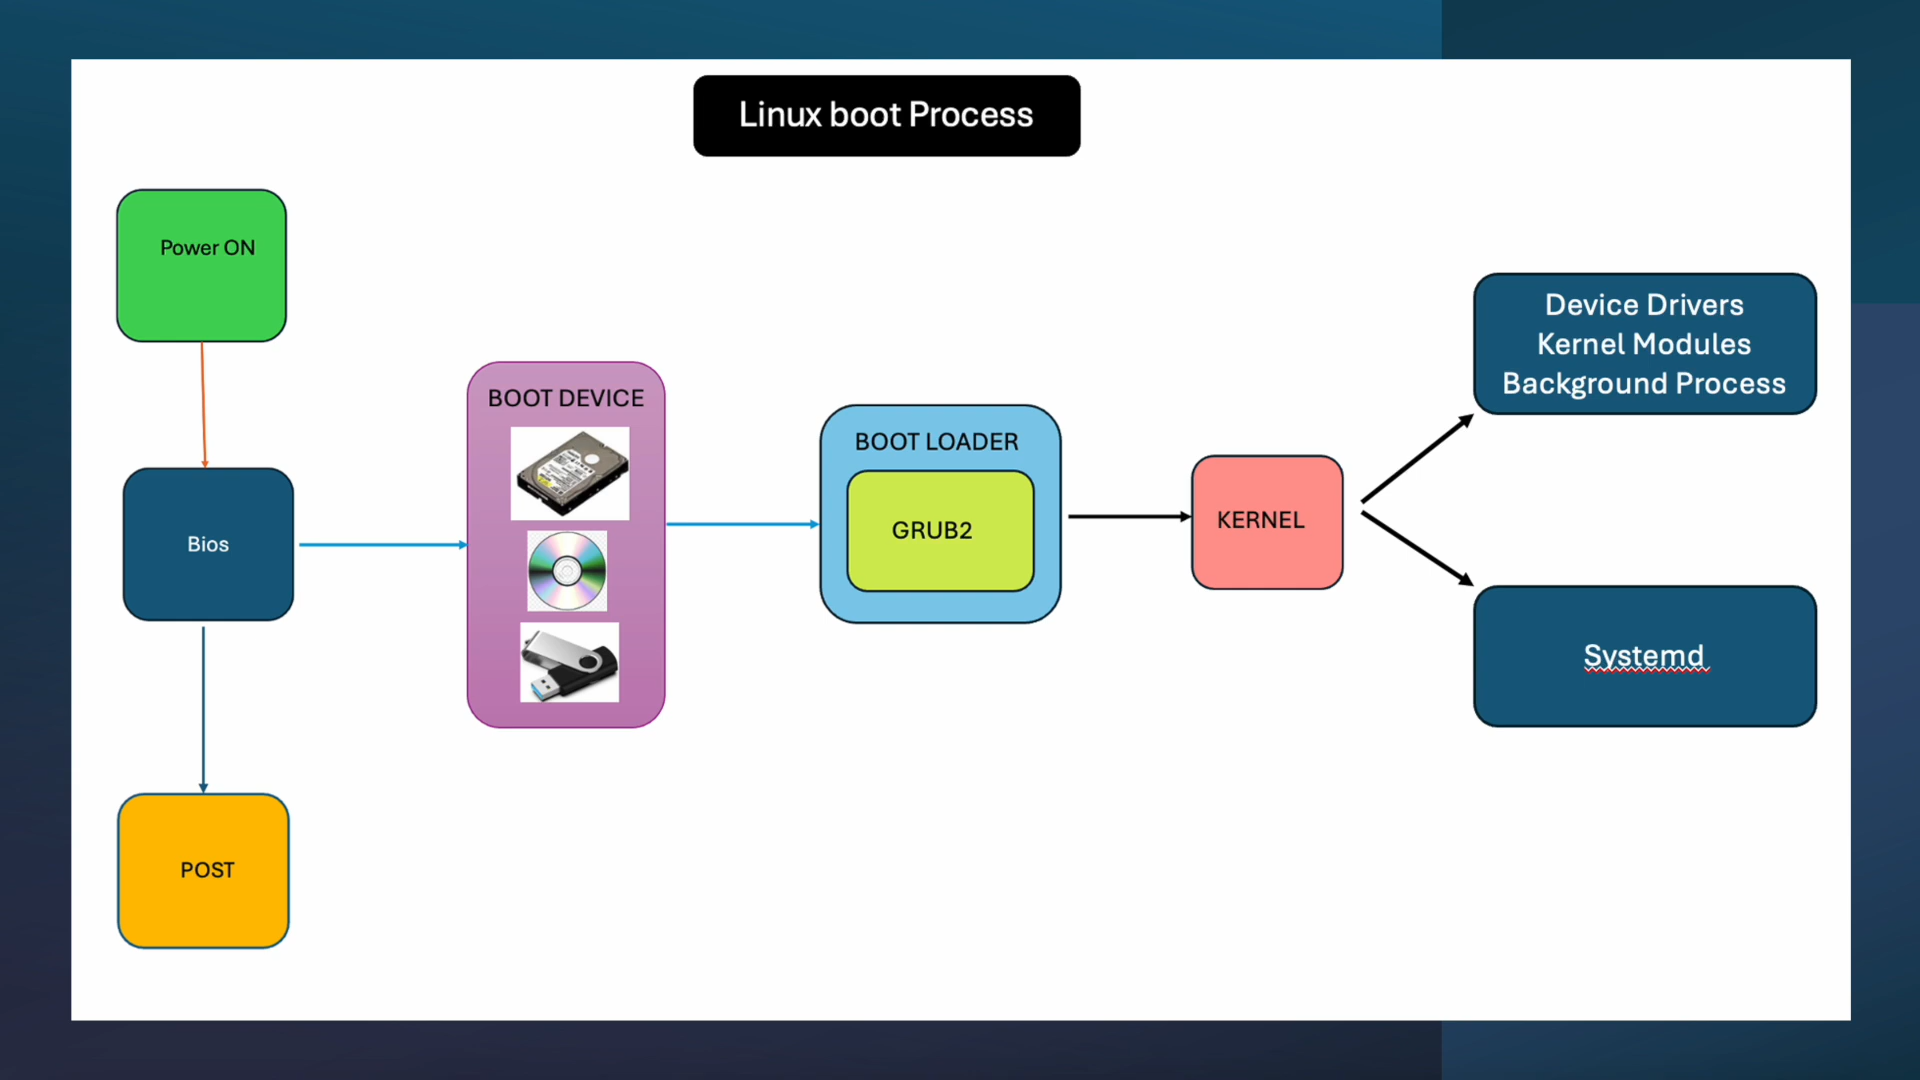 Linux boot Process
Power ON
Bios
POST
BOOT DEVICE
BOOT LOADER
GRUB2
KERNEL
Device Drivers
Kernel Modules
Background Process
Systemd